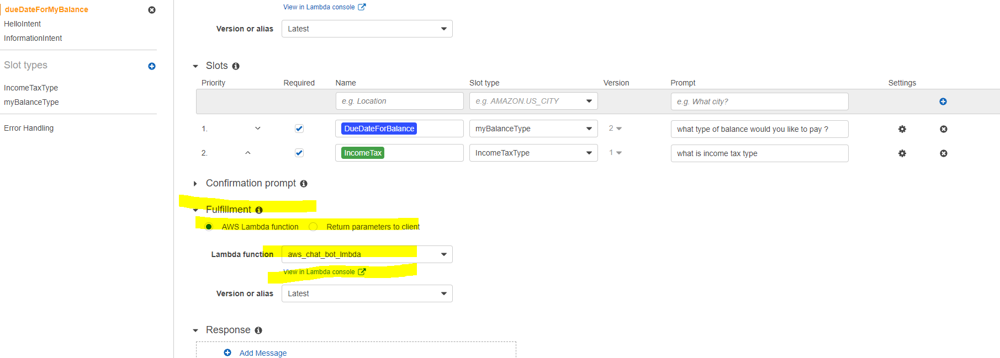 dueDateForMyBalance
HelloIntent
InformationIntent
Slot types
IncomeTaxType
myBalanceType
Error Handling
View in Lambda console
Version or alias Latest
Slots
Priority Required Name Slot type Version Prompt Settings
e.g. Location e.g. AMAZON.US_CITY e.g. What city?
1. DueDateForBalance myBalanceType 2 what type of balance would you like to pay ?
2. IncomeTax IncomeTaxType 1 what is income tax type
Confirmation prompt
Fulfillment
AWS Lambda function Return parameters to client
Lambda function aws_chat_bot_lmbda
View in Lambda console
Version or alias Latest
Response
Add Message